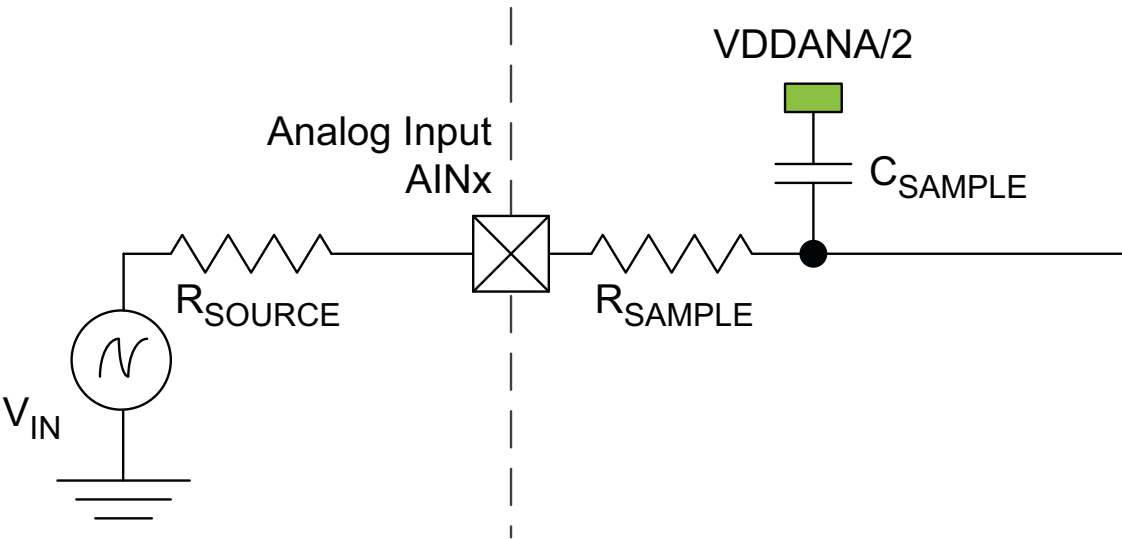 VDDANA/2
Analog Input
AINx
CSAMPLE
RSOURCE
RSAMPLE
VIN